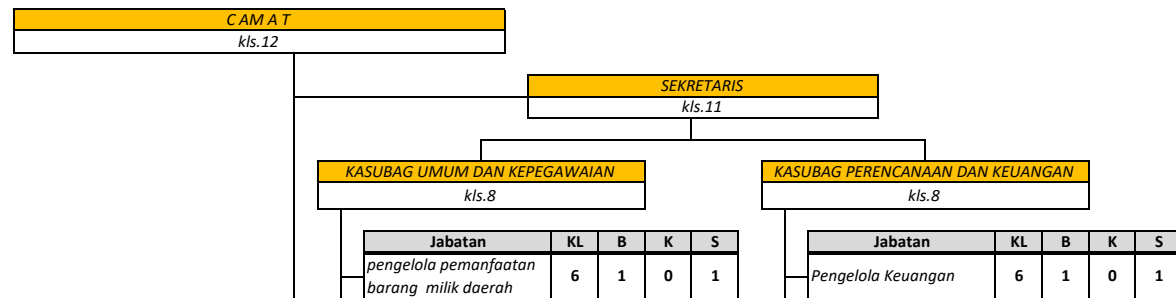 C AM A T
kls.12
SEKRETARIS
kls.11
KASUBAG UMUM DAN KEPEGAWAIAN
kls.8
KASUBAG PERENCANAAN DAN KEUANGAN
kls.8
Jabatan KL B K S
pengelola pemanfaatan
barang milik daerah 6 1 0 1
Jabatan KL B K S
Pengelola Keuangan 6 1 0 1